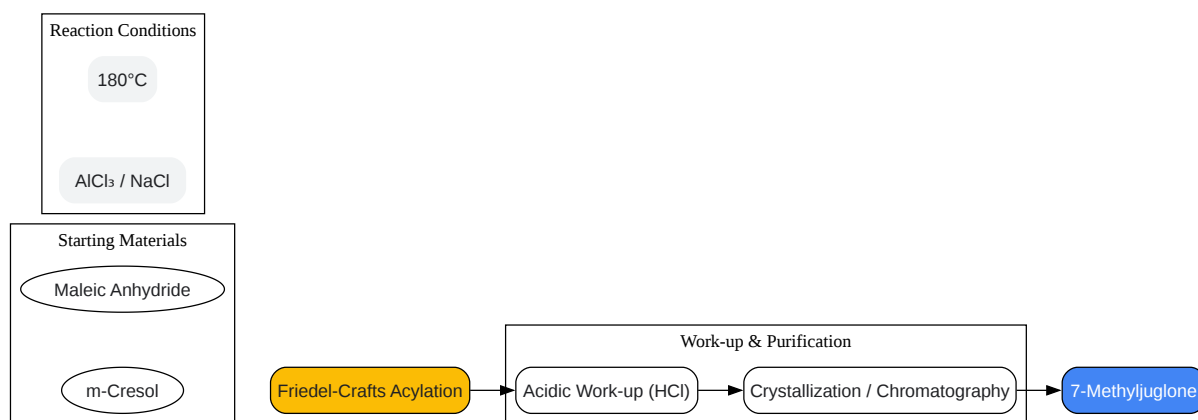 Reaction Conditions
180°C
AlCl₃ / NaCl
Starting Materials
Maleic Anhydride
m-Cresol
Friedel-Crafts Acylation
Work-up & Purification
Acidic Work-up (HCl)
Crystallization / Chromatography
7-Methyljuglone